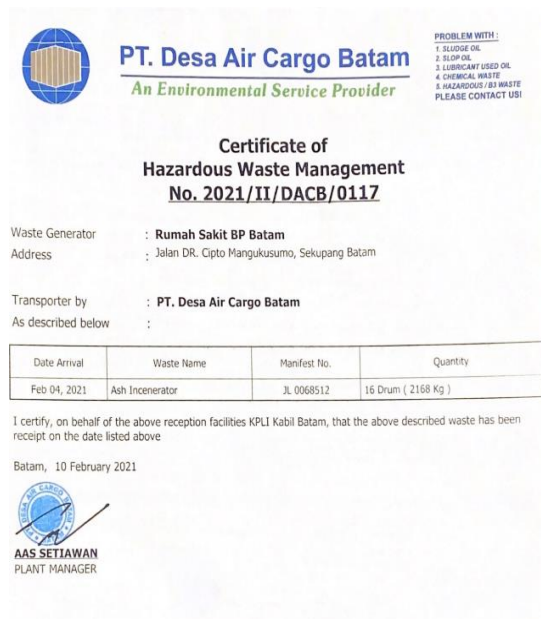 PT. Desa Air Cargo Batam
An Environmental Service Provider
PROBLEM WITH :
1. SLUDGE OIL
2. SLOP OIL
3. LUBRICANT USED OIL
4. CHEMICAL WASTE
5. HAZARDOUS / B3 WASTE
PLEASE CONTACT US!
Certificate of
Hazardous Waste Management
No. 2021/II/DACB/0117
Waste Generator : Rumah Sakit BP Batam
Address : Jalan DR. Cipto Mangukusumo, Sekupang Batam
Transporter by : PT. Desa Air Cargo Batam
As described below :
Date Arrival Waste Name Manifest No. Quantity
Feb 04, 2021 Ash Incenerator JL 0068512 16 Drum ( 2168 Kg )
I certify, on behalf of the above reception facilities KPLI Kabil Batam, that the above described waste has been
receipt on the date listed above
Batam, 10 February 2021
AAS SETIAWAN
PLANT MANAGER